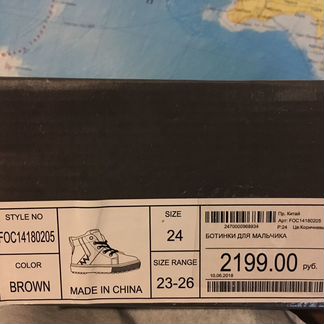 STYLE NO
FOC14180205
COLOR
BROWN
MADE IN CHINA
SIZE
24
SIZE RANGE
23-26
Пр. Китай
Арт: FOC14180205
2470000968934
Р:24 Цв:Коричневы
БОТИНКИ ДЛЯ МАЛЬЧИКА
2199.00 руб.
10.06.2018